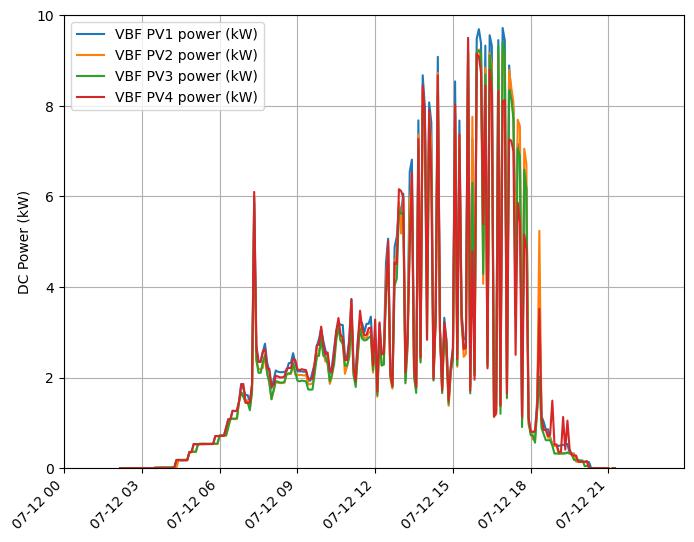 10
8
6
4
2
0
DC Power (kW)
VBF PV1 power (kW)
VBF PV2 power (kW)
VBF PV3 power (kW)
VBF PV4 power (kW)
07-12 00
07-12 03
07-12 06
07-12 09
07-12 12
07-12 15
07-12 18
07-12 21